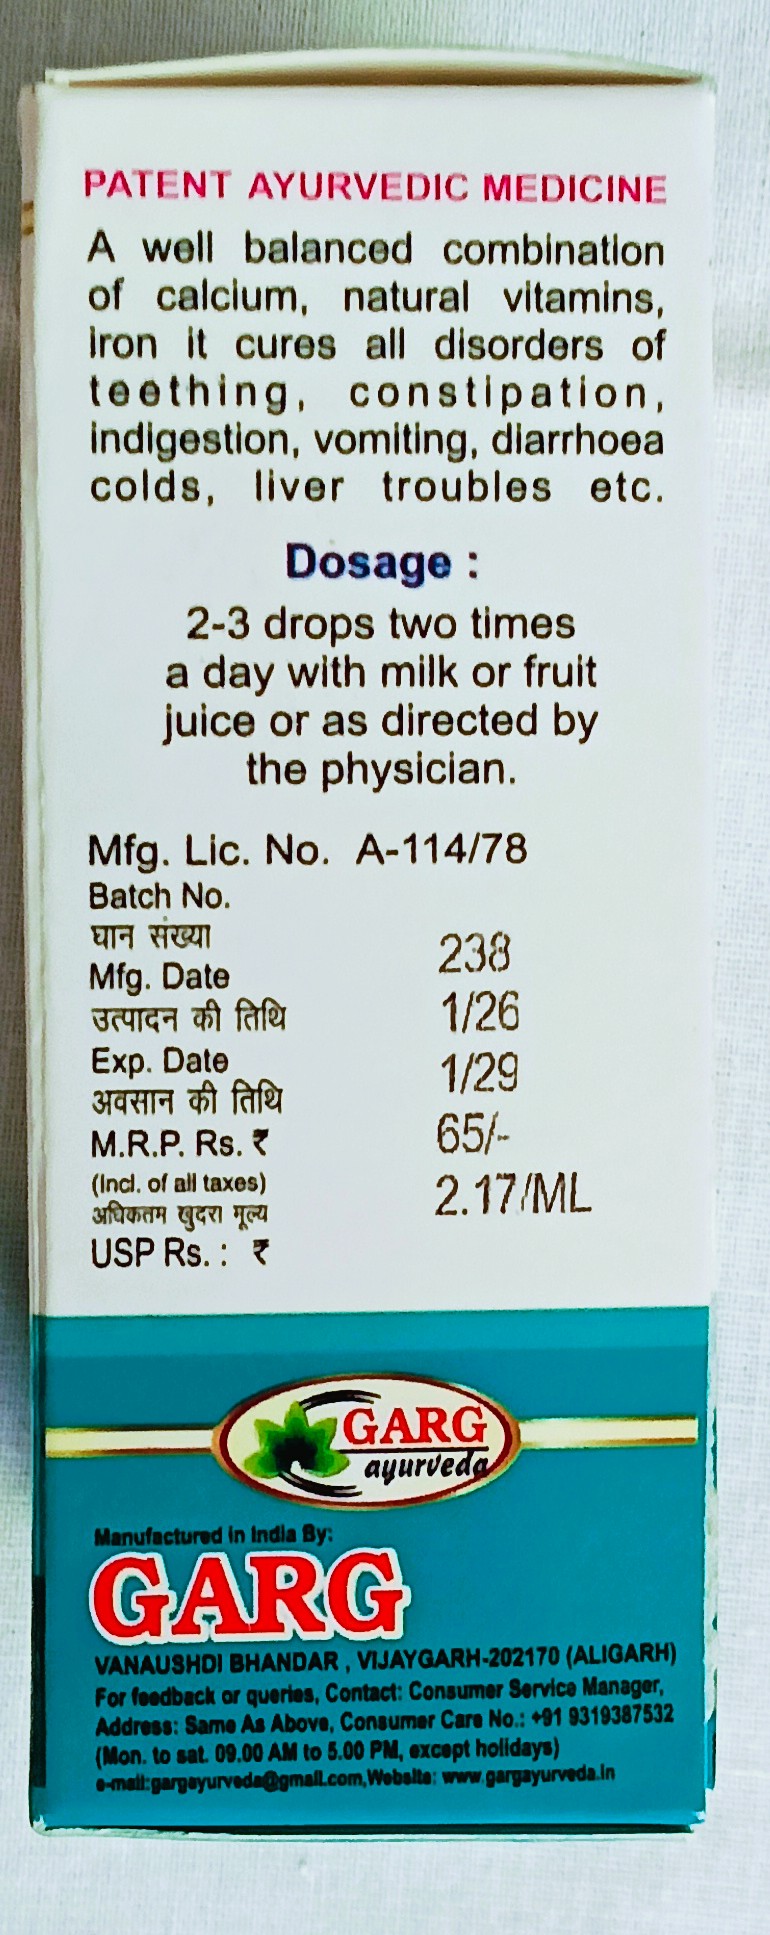 PATENT AYURVEDIC MEDICINE
A well balanced combination
of calcium, natural vitamins,
iron it cures all disorders of
teething, constipation,
indigestion, vomiting, diarrhoea
colds, liver troubles etc.
Dosage :
2-3 drops two times
a day with milk or fruit
juice or as directed by
the physician.
Mfg. Lic. No. A-114/78
Batch No.
घान संख्या 238
Mfg. Date
उत्पादन की तिथि 1/26
Exp. Date 1/29
अवसान की तिथि
M.R.P. Rs. ₹ 65/-
(Incl. of all taxes) 2.17/ML
अधिकतम खुदरा मूल्य
USP Rs. : ₹
GARG
ayurveda
Manufactured in India By:
GARG
VANAUSHDI BHANDAR , VIJAYGARH-202170 (ALIGARH)
For feedback or queries, Contact: Consumer Service Manager,
Address: Same As Above, Consumer Care No.: +91 9319387532
(Mon. to sat. 09.00 AM to 5.00 PM, except holidays)
e-mail:gargayurveda@gmail.com,Website: www.gargayurveda.in